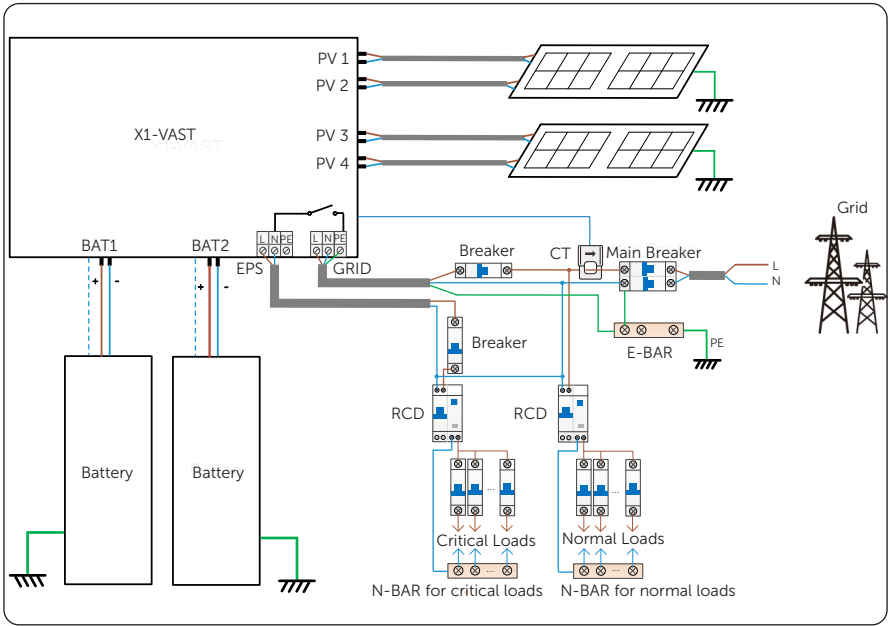 PV 1
PV 2
X1-VAST
PV 3
PV 4
BAT1
BAT2
L N PE
L N PE
EPS
GRID
+ -
+ -
Breaker
CT
Main Breaker
Grid
L
N
E-BAR
PE
Breaker
RCD
RCD
Battery
Battery
...
...
Critical Loads
Normal Loads
...
...
N-BAR for critical loads
N-BAR for normal loads